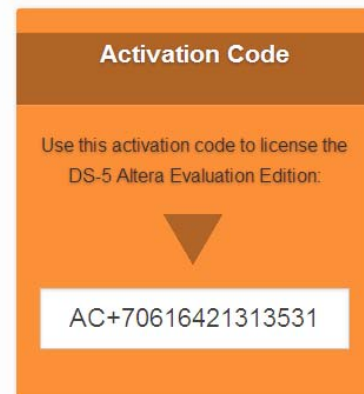 Activation Code
Use this activation code to license the
DS-5 Altera Evaluation Edition:
AC+70616421313531